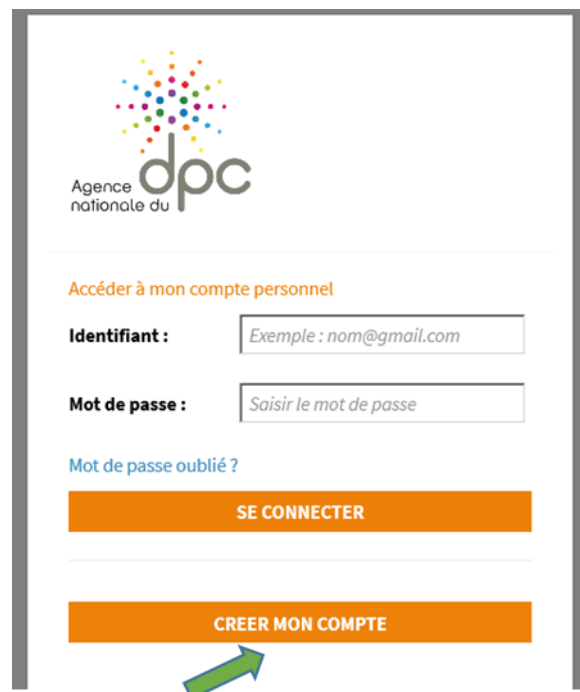 Agence
nationale du
dpc
Accéder à mon compte personnel
Identifiant :
Exemple : nom@gmail.com
Mot de passe :
Saisir le mot de passe
Mot de passe oublié ?
SE CONNECTER
CREER MON COMPTE